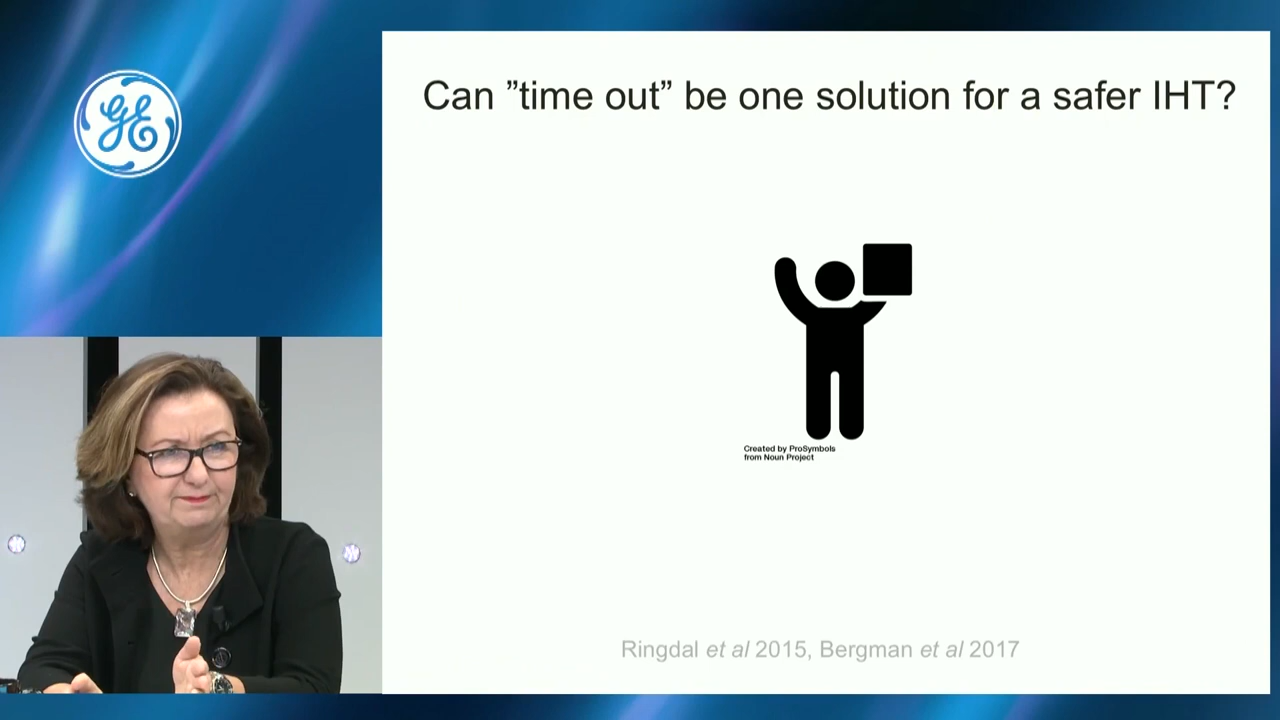 GE
Can ”time out” be one solution for a safer IHT?
Created by ProSymbols
from Noun Project
Ringdal et al 2015, Bergman et al 2017